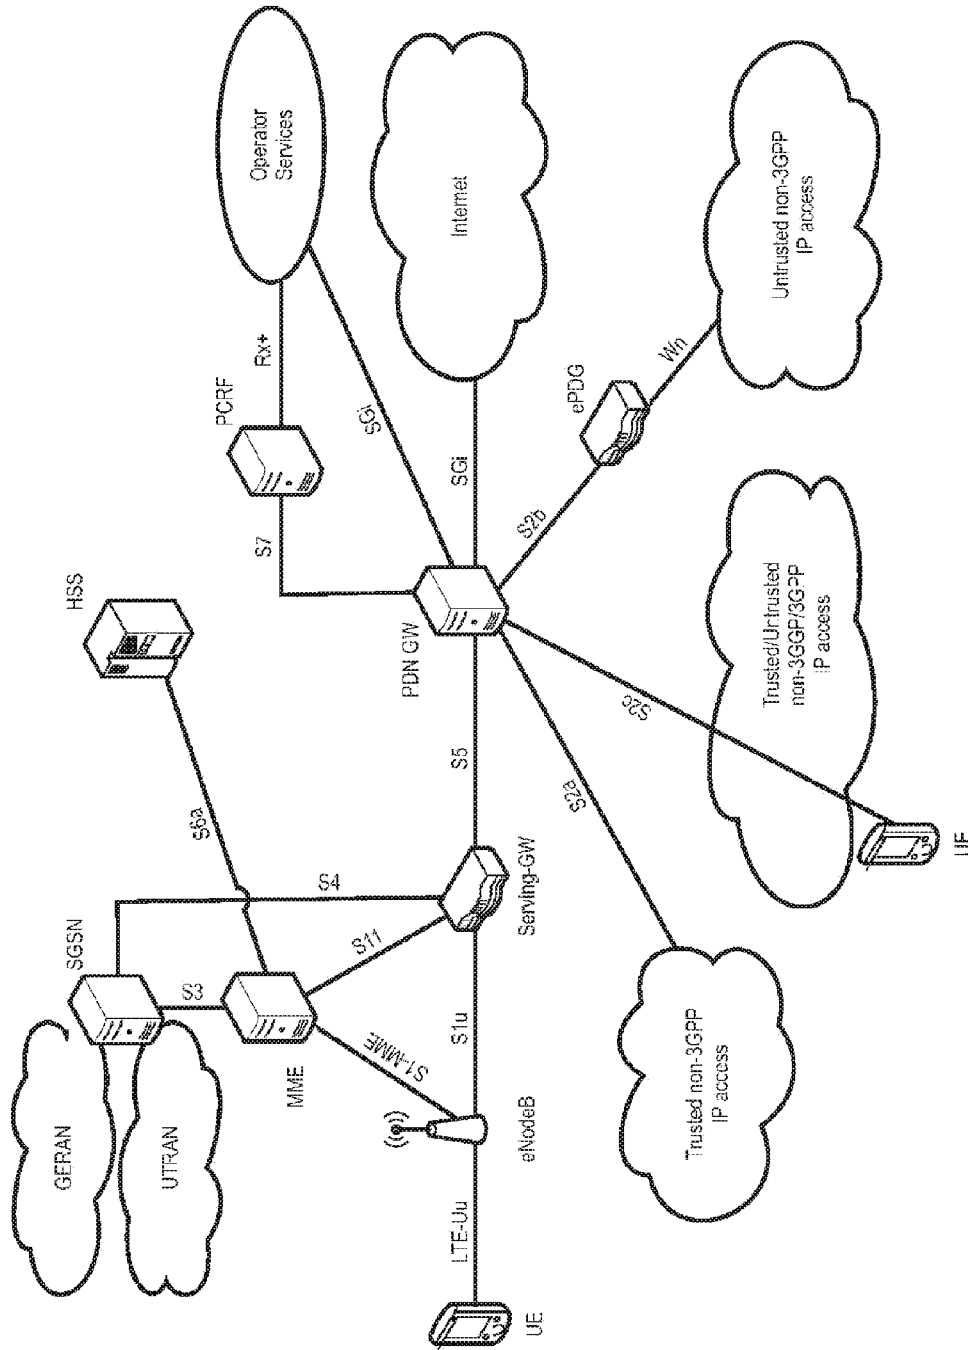 GERAN
UTRAN
SGSN
HSS
S3
S6a
MME
S4
S11
S1-MME
S7
PCRF
Rx+
Operator
Services
SGi
UE
LTE-Uu
eNodeB
S1u
Serving-GW
S5
PDN GW
SGi
Internet
S2a
S2c
S2b
ePDG
Wn
Trusted non-3GPP
IP access
UE
Trusted/Untrusted
non-3GGP/3GPP
IP access
Untrusted non-3GPP
IP access